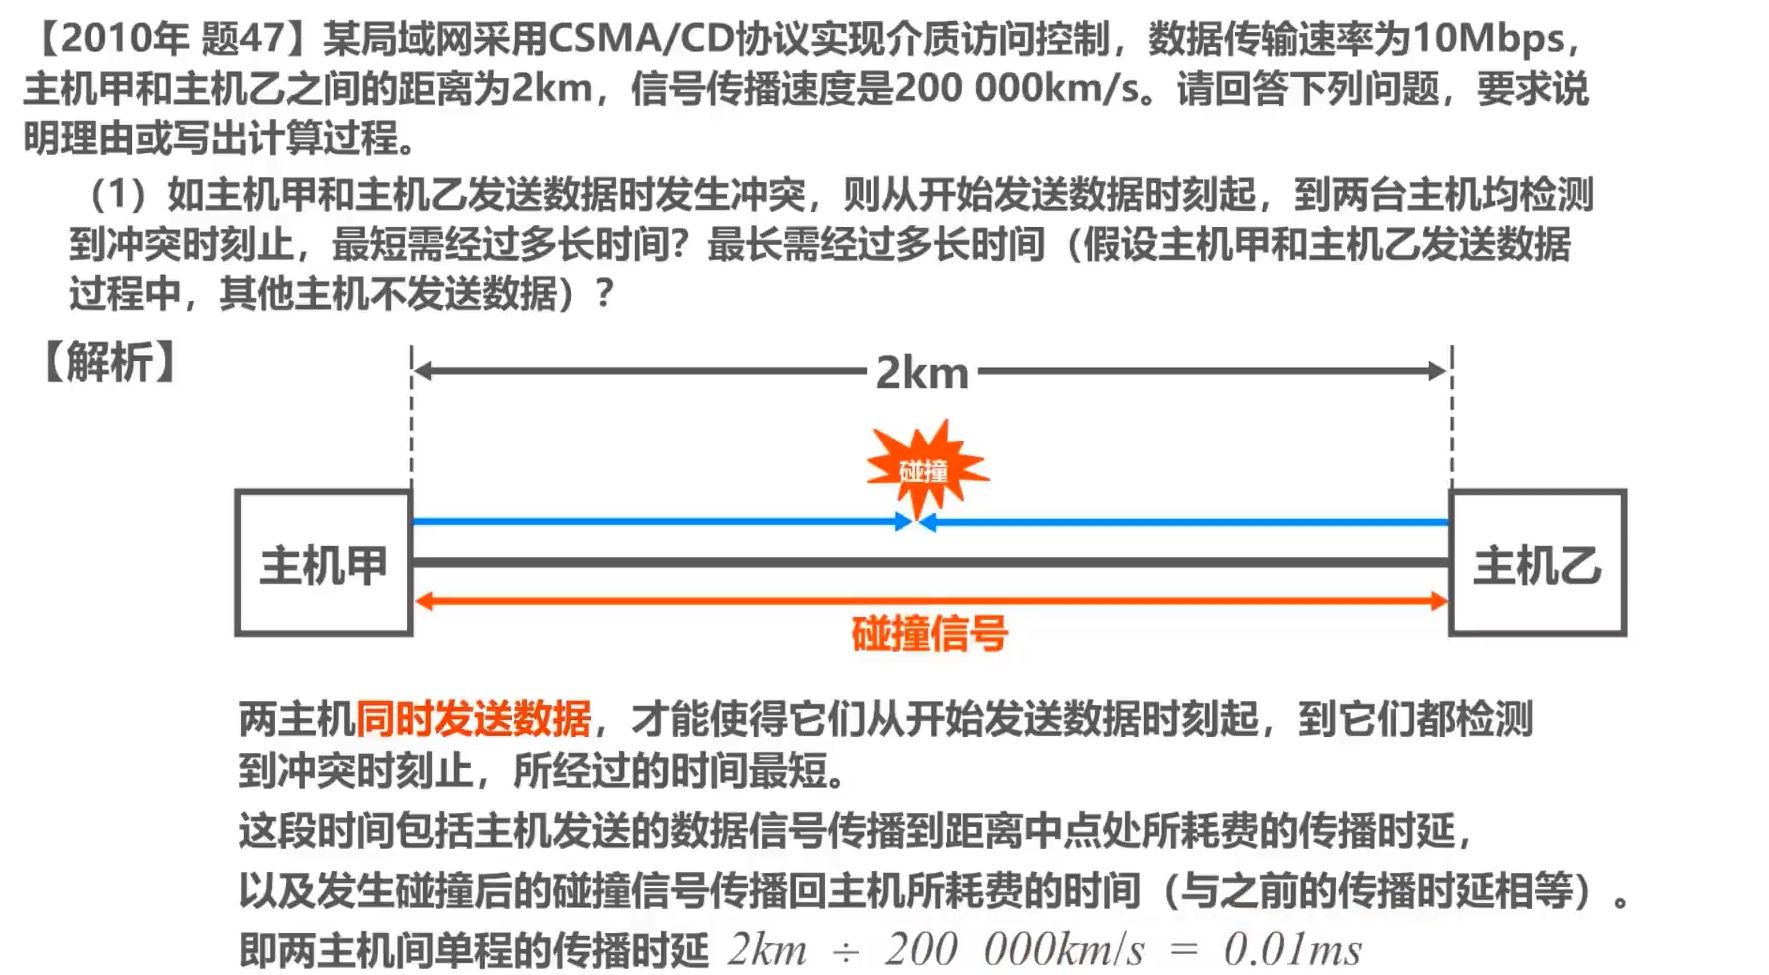 【2010年 题47】某局域网采用CSMA/CD协议实现介质访问控制，数据传输速率为10Mbps，
主机甲和主机乙之间的距离为2km，信号传播速度是200 000km/s。请回答下列问题，要求说
明理由或写出计算过程。
（1）如主机甲和主机乙发送数据时发生冲突，则从开始发送数据时刻起，到两台主机均检测
到冲突时刻止，最短需经过多长时间？最长需经过多长时间（假设主机甲和主机乙发送数据
过程中，其他主机不发送数据）？
【解析】
2km
碰撞
主机甲
主机乙
碰撞信号
两主机同时发送数据，才能使得它们从开始发送数据时刻起，到它们都检测
到冲突时刻止，所经过的时间最短。
这段时间包括主机发送的数据信号传播到距离中点处所耗费的传播时延，
以及发生碰撞后的碰撞信号传播回主机所耗费的时间（与之前的传播时延相等）。
即两主机间单程的传播时延 2km ÷ 200 000km/s = 0.01ms